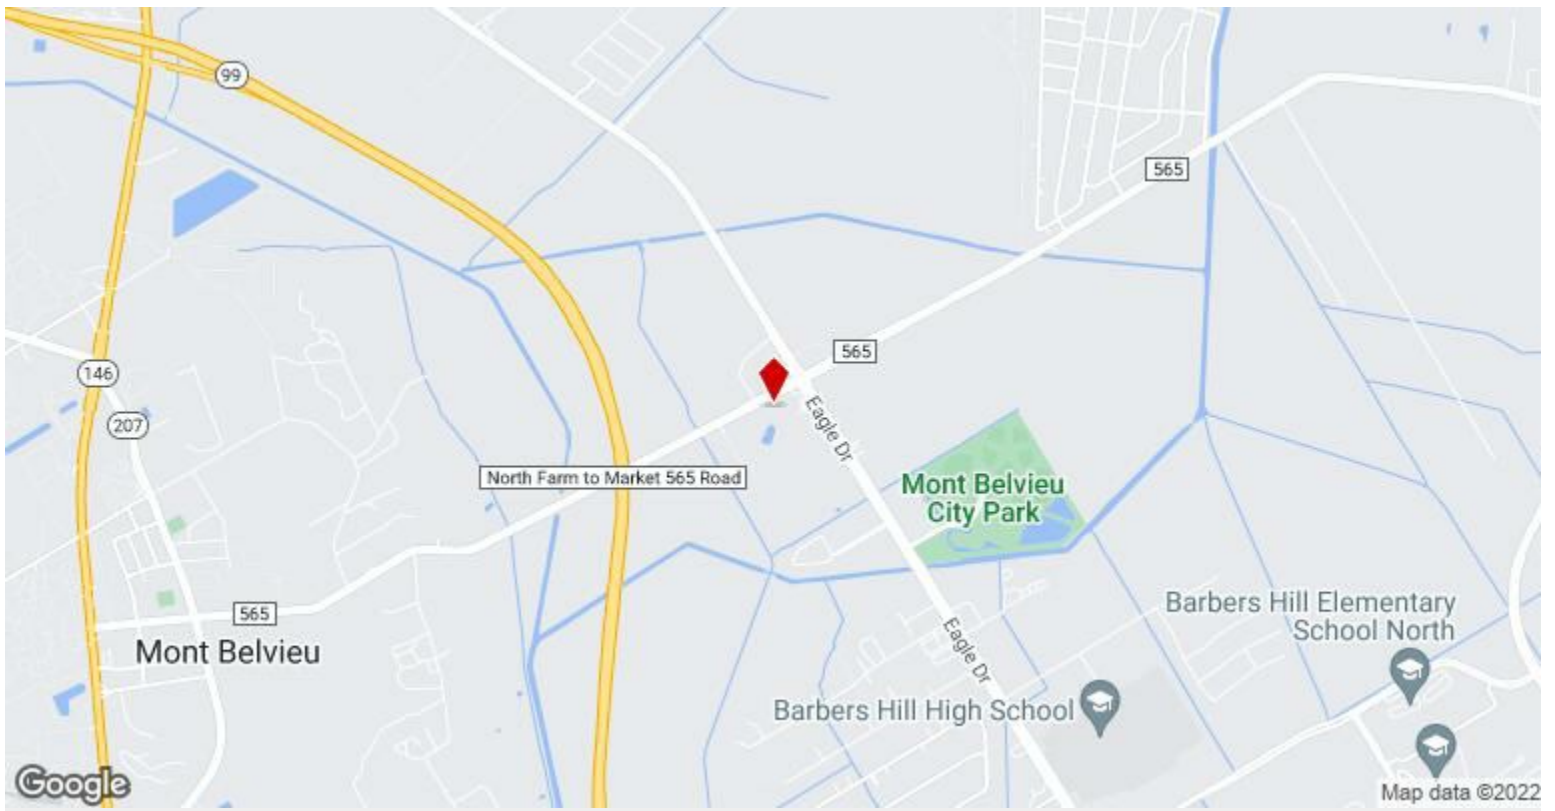 99
565
565
146
207
Eagle Dr
North Farm to Market 565 Road
Mont Belvieu
City Park
565
Mont Belvieu
Eagle Dr
Barbers Hill Elementary
School North
Barbers Hill High School
Google
Map data ©2022